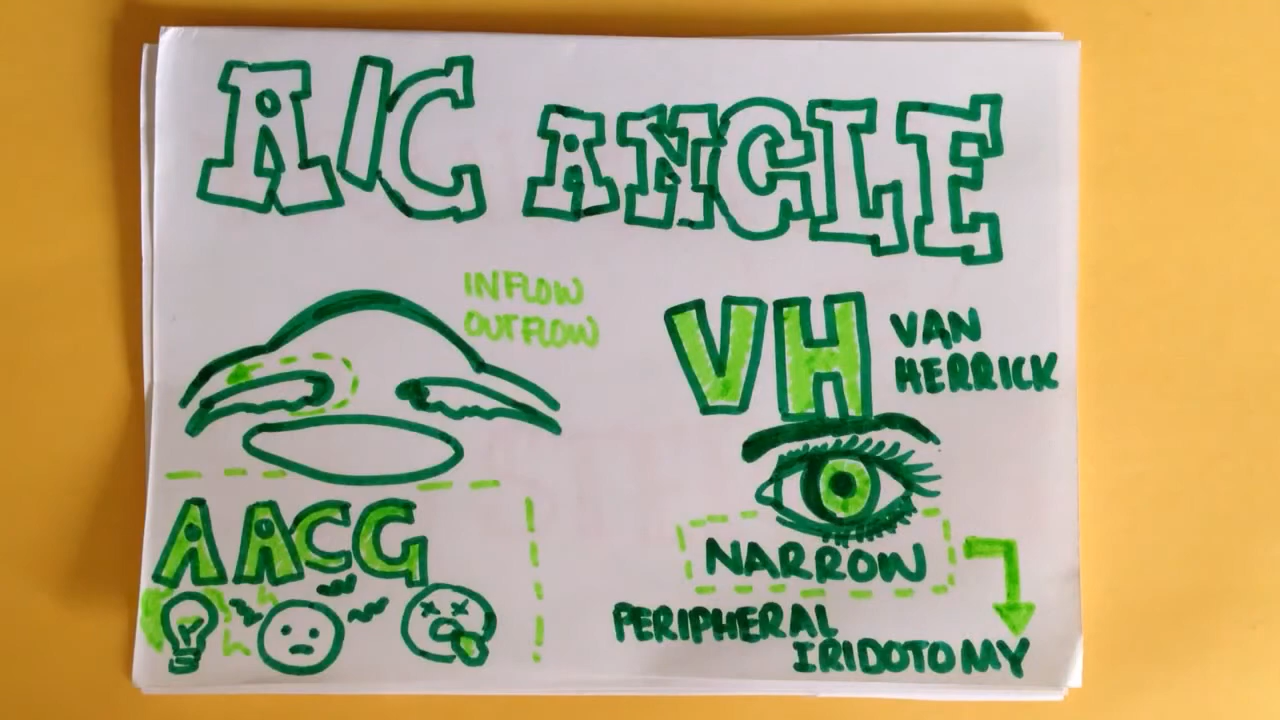 A/C ANGLE
INFLOW
OUTFLOW
VH
VAN
HERRICK
AACG
NARROW
PERIPHERAL
IRIDOTOMY